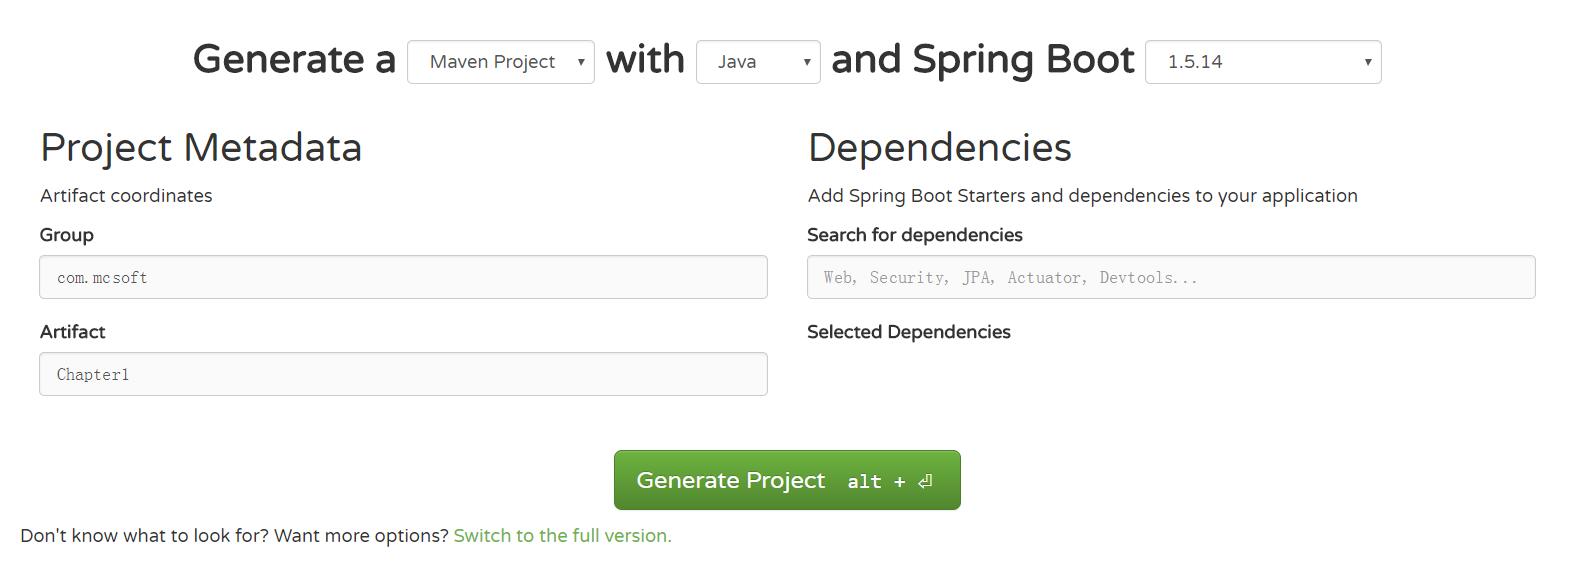 Generate a Maven Project with Java and Spring Boot 1.5.14
Project Metadata
Artifact coordinates
Group
com.mcsoft
Artifact
Chapter1
Dependencies
Add Spring Boot Starters and dependencies to your application
Search for dependencies
Web, Security, JPA, Actuator, Devtools...
Selected Dependencies
Generate Project alt + ⏎
Don't know what to look for? Want more options? Switch to the full version.